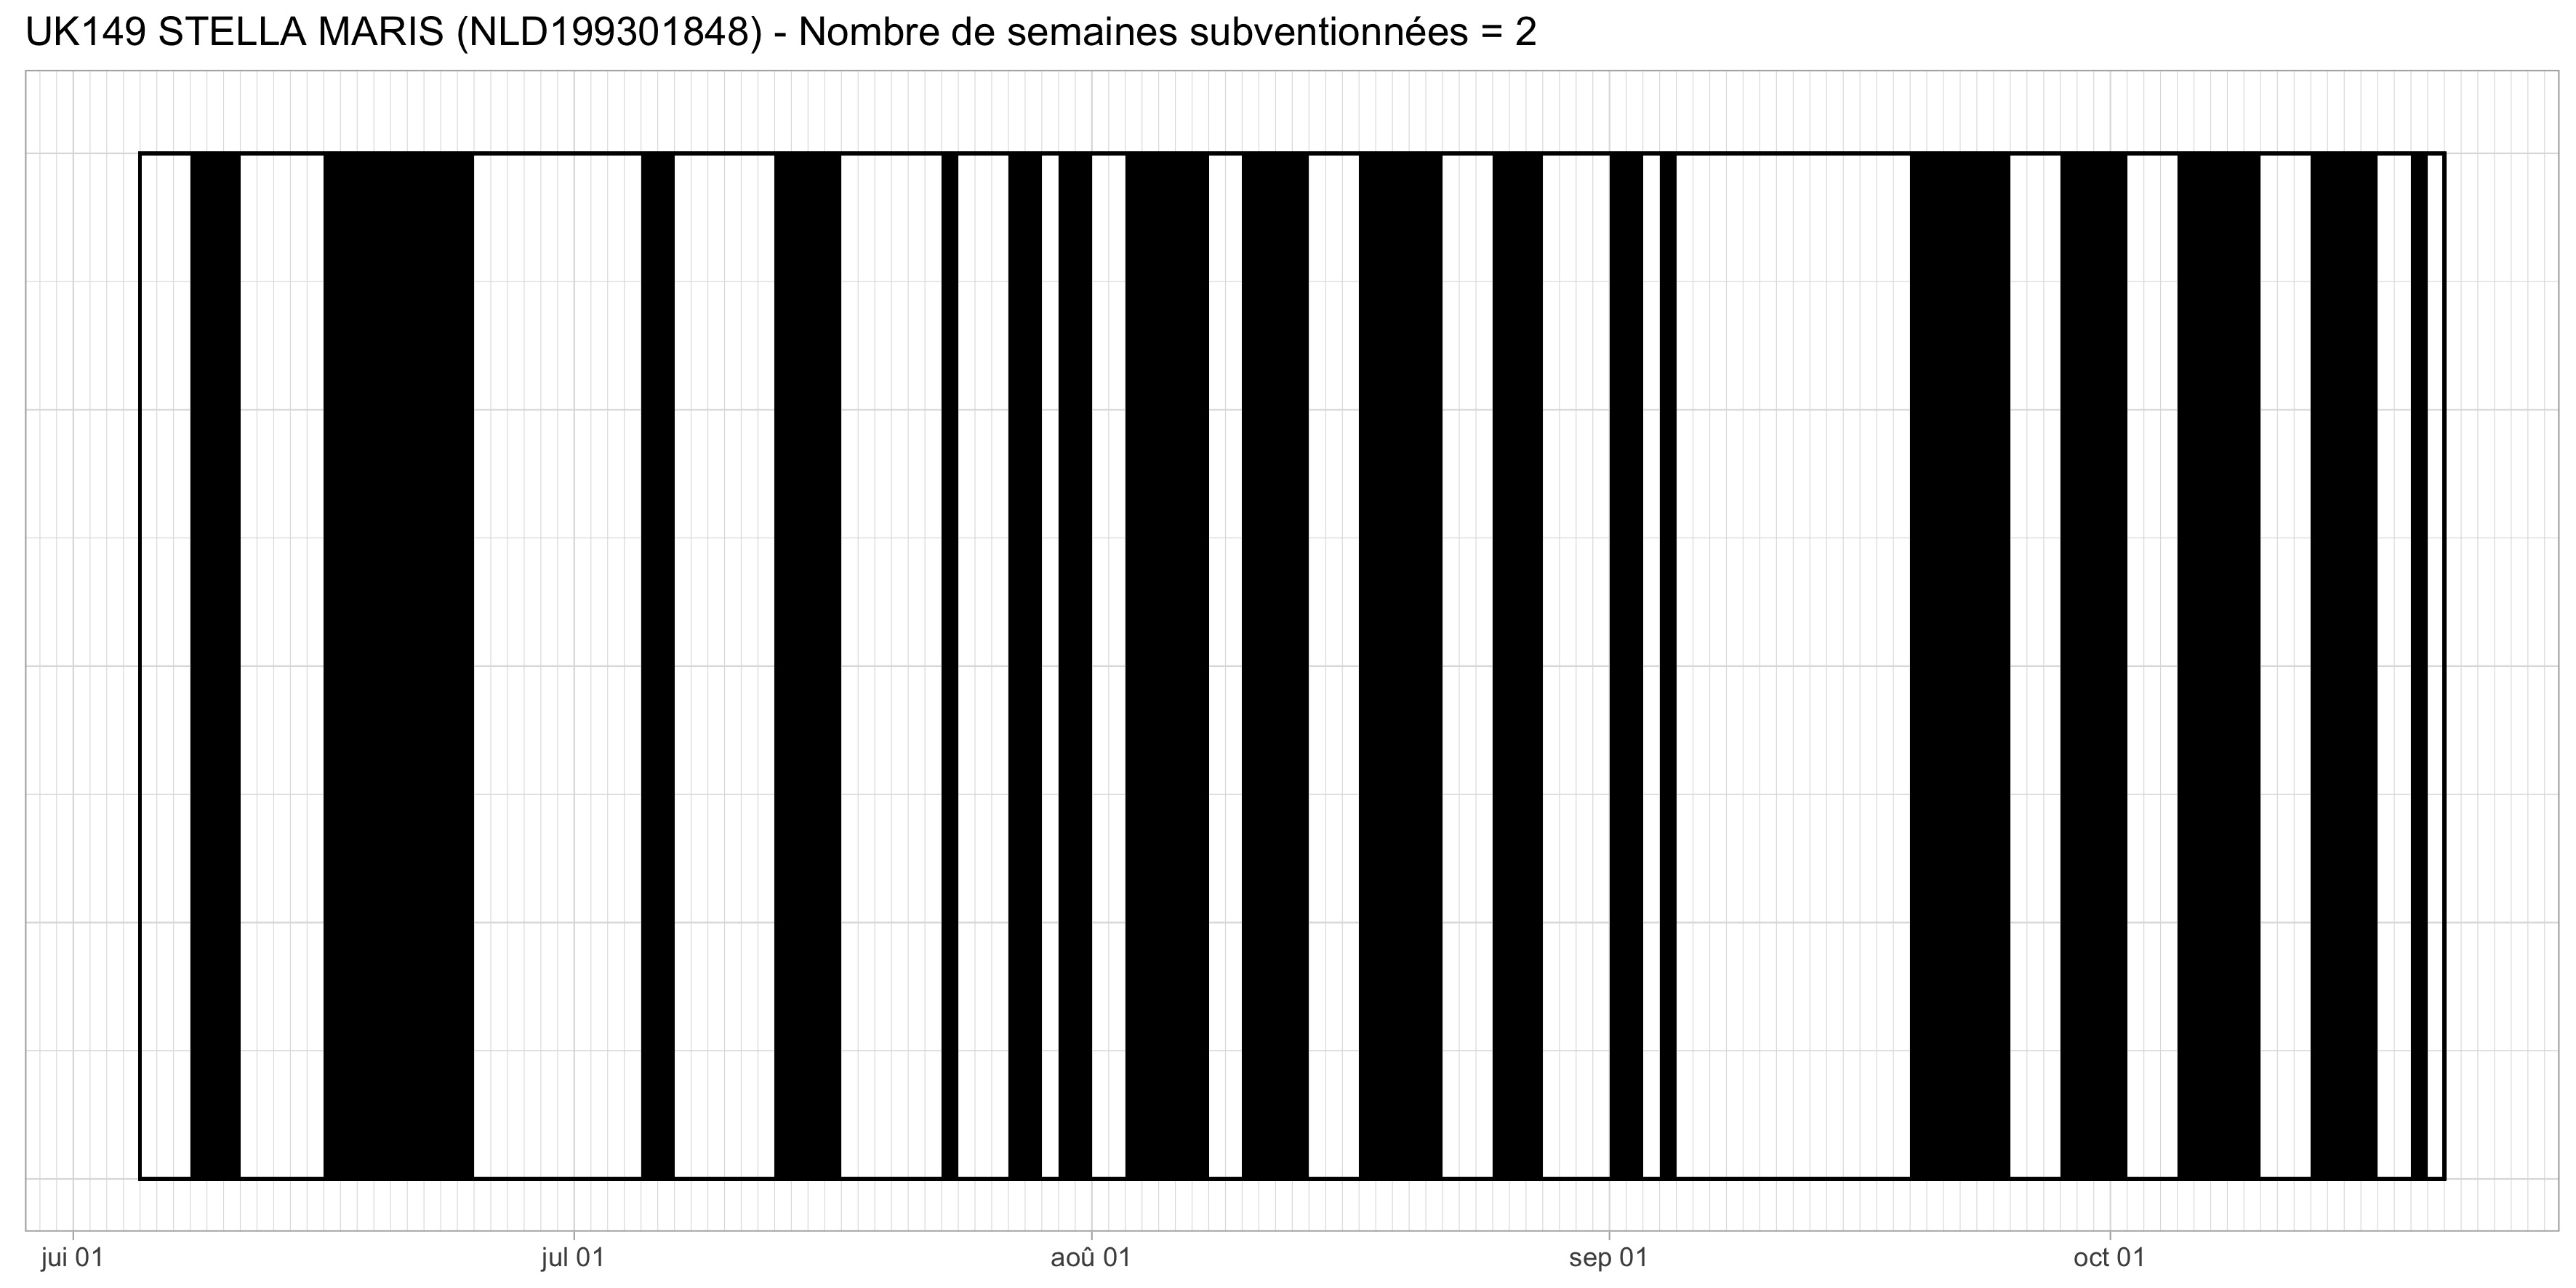 UK149 STELLA MARIS (NLD199301848) - Nombre de semaines subventionnées = 2
jui 01 jul 01 aoû 01 sep 01 oct 01